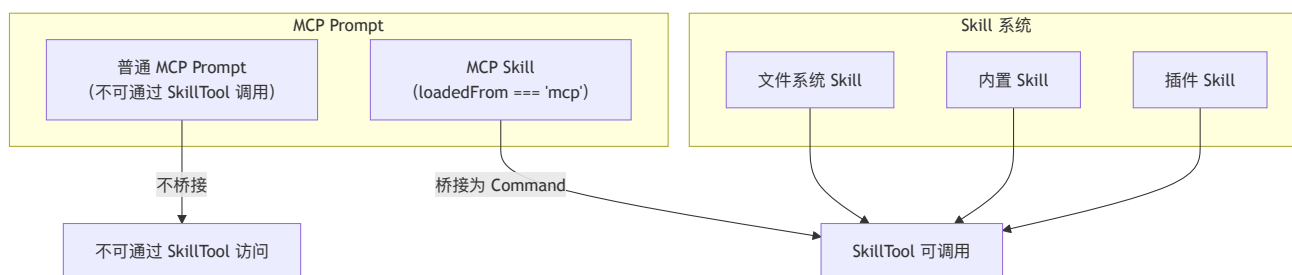 MCP Prompt
普通 MCP Prompt
（不可通过 SkillTool 调用）
MCP Skill
（loadedFrom === 'mcp'）
Skill 系统
文件系统 Skill
内置 Skill
插件 Skill
不桥接
桥接为 Command
不可通过 SkillTool 访问
SkillTool 可调用